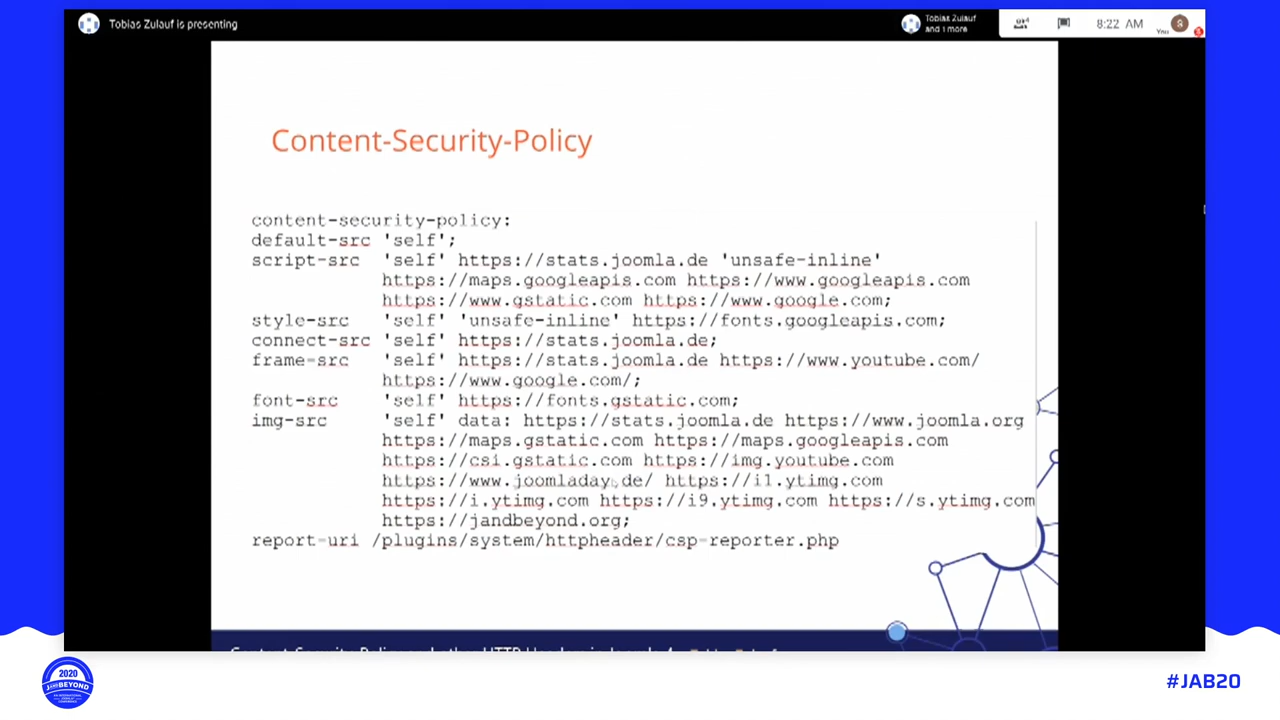 Tobias Zulauf is presenting
Tobias Zulauf
and 1 more
8:22 AM
You
S
Content-Security-Policy
content-security-policy:
default-src 'self';
script-src 'self' https://stats.joomla.de 'unsafe-inline'
https://maps.googleapis.com https://www.googleapis.com
https://www.gstatic.com https://www.google.com;
style-src 'self' 'unsafe-inline' https://fonts.googleapis.com;
connect-src 'self' https://stats.joomla.de;
frame-src 'self' https://stats.joomla.de https://www.youtube.com/
https://www.google.com/;
font-src 'self' https://fonts.gstatic.com;
img-src 'self' data: https://stats.joomla.de https://www.joomla.org
https://maps.gstatic.com https://maps.googleapis.com
https://csi.gstatic.com https://img.youtube.com
https://www.joomladay.de/ https://i1.ytimg.com
https://i.ytimg.com https://i9.ytimg.com https://s.ytimg.com
https://jandbeyond.org;
report-uri /plugins/system/httpheader/csp-reporter.php
2020
JANDBEYOND
#JAB20